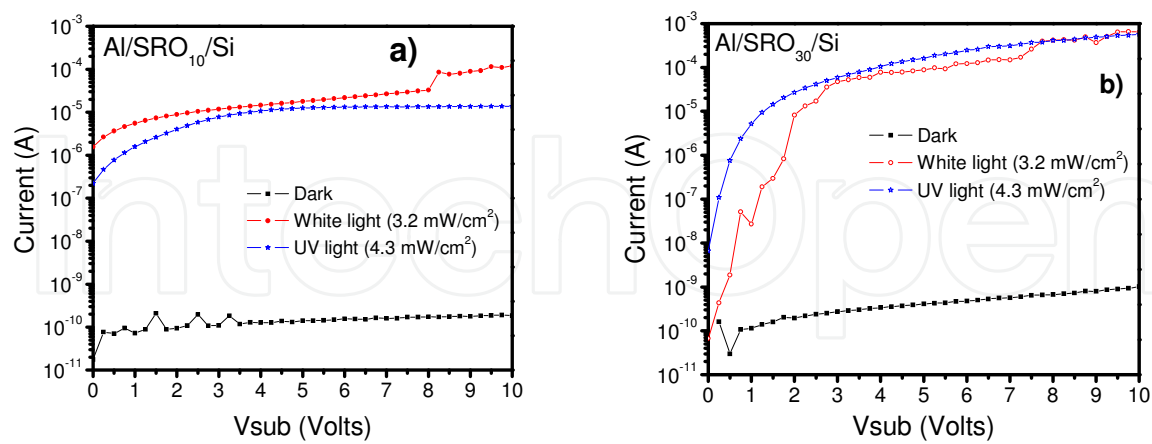 Al/SRO₁₀/Si
a)
10⁻³
10⁻⁴
10⁻⁵
10⁻⁶
10⁻⁷
10⁻⁸
10⁻⁹
10⁻¹⁰
10⁻¹¹
Current (A)
Dark
White light (3.2 mW/cm²)
UV light (4.3 mW/cm²)
0 1 2 3 4 5 6 7 8 9 10
Vsub (Volts)
Al/SRO₃₀/Si
b)
10⁻³
10⁻⁴
10⁻⁵
10⁻⁶
10⁻⁷
10⁻⁸
10⁻⁹
10⁻¹⁰
10⁻¹¹
Current (A)
Dark
White light (3.2 mW/cm²)
UV light (4.3 mW/cm²)
0 1 2 3 4 5 6 7 8 9 10
Vsub (Volts)
IntechOpen